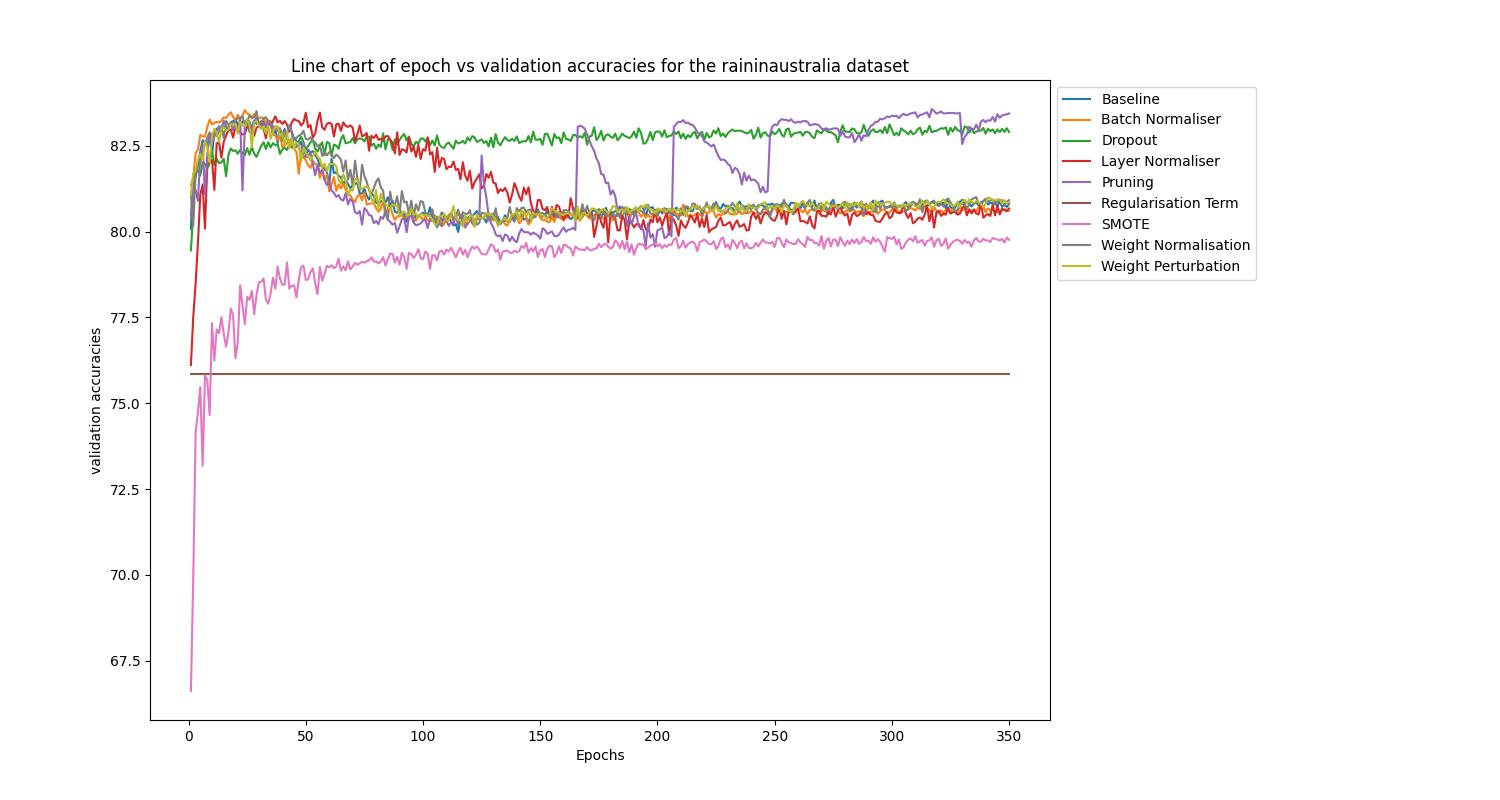 Line chart of epoch vs validation accuracies for the raininaustralia dataset
Baseline
Batch Normaliser
Dropout
Layer Normaliser
Pruning
Regularisation Term
SMOTE
Weight Normalisation
Weight Perturbation
validation accuracies
82.5
80.0
77.5
75.0
72.5
70.0
67.5
0 50 100 150 200 250 300 350
Epochs